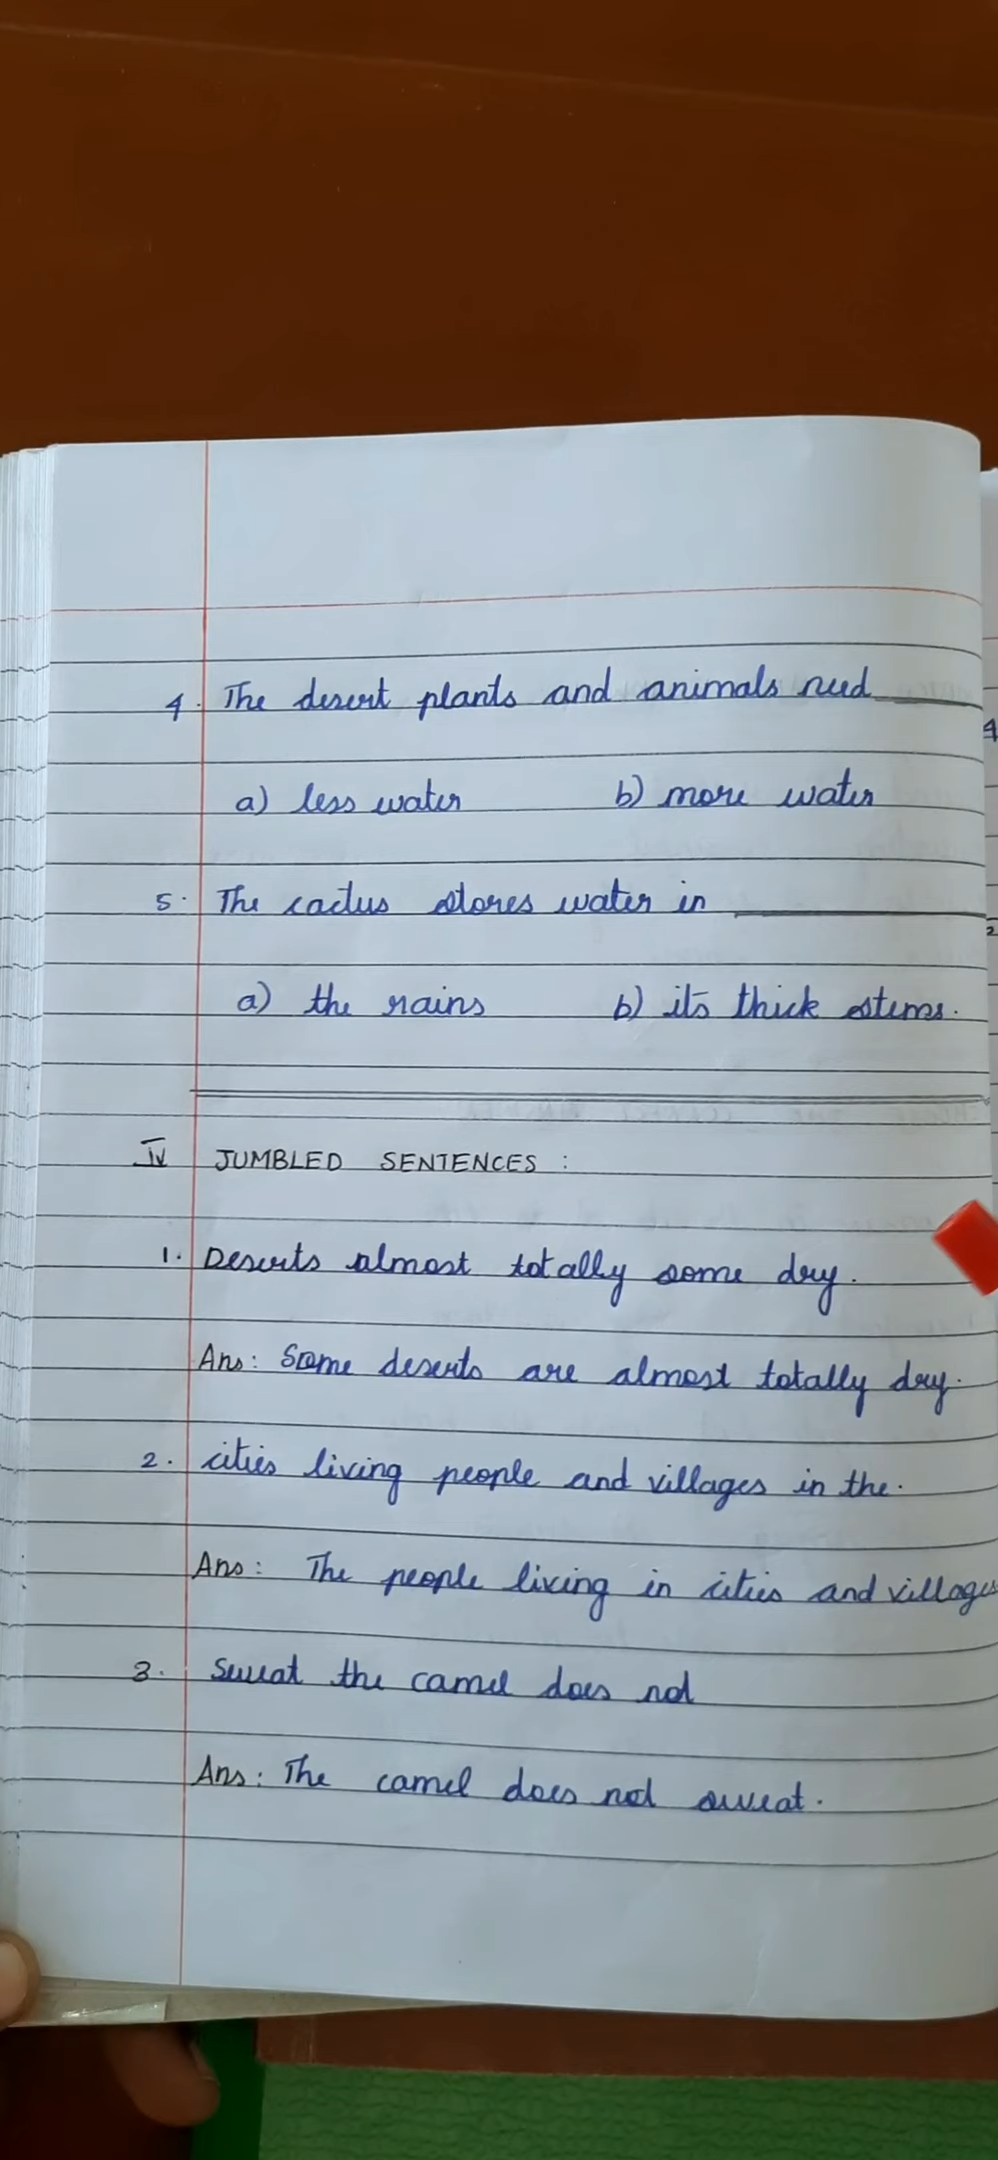 4. The desert plants and animals need
a) less water b) more water
5. The cactus stores water in
a) the rains b) its thick stems.
IV JUMBLED SENTENCES :
1. Deserts almost totally some dry.
Ans: Some deserts are almost totally dry.
2. cities living people and villages in the.
Ans: The people living in cities and villages
3. Sweat the camel does not
Ans: The camel does not sweat.